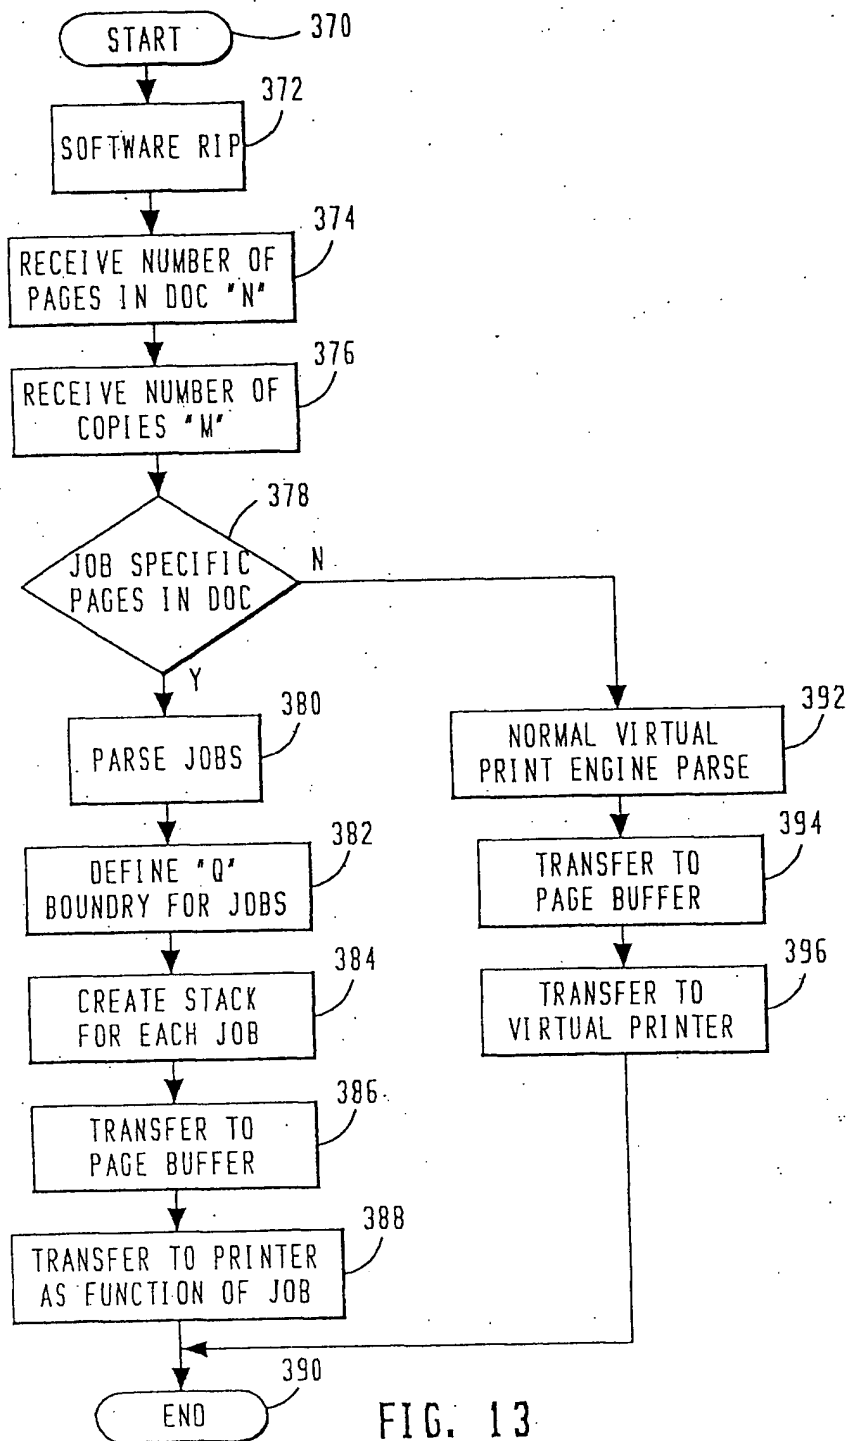 START
370
372
SOFTWARE RIP
374
RECEIVE NUMBER OF
PAGES IN DOC "N"
376
RECEIVE NUMBER OF
COPIES "M"
378
JOB SPECIFIC
PAGES IN DOC
N
Y
380
PARSE JOBS
382
DEFINE "Q"
BOUNDRY FOR JOBS
384
CREATE STACK
FOR EACH JOB
386
TRANSFER TO
PAGE BUFFER
388
TRANSFER TO PRINTER
AS FUNCTION OF JOB
392
NORMAL VIRTUAL
PRINT ENGINE PARSE
394
TRANSFER TO
PAGE BUFFER
396
TRANSFER TO
VIRTUAL PRINTER
390
END
FIG. 13